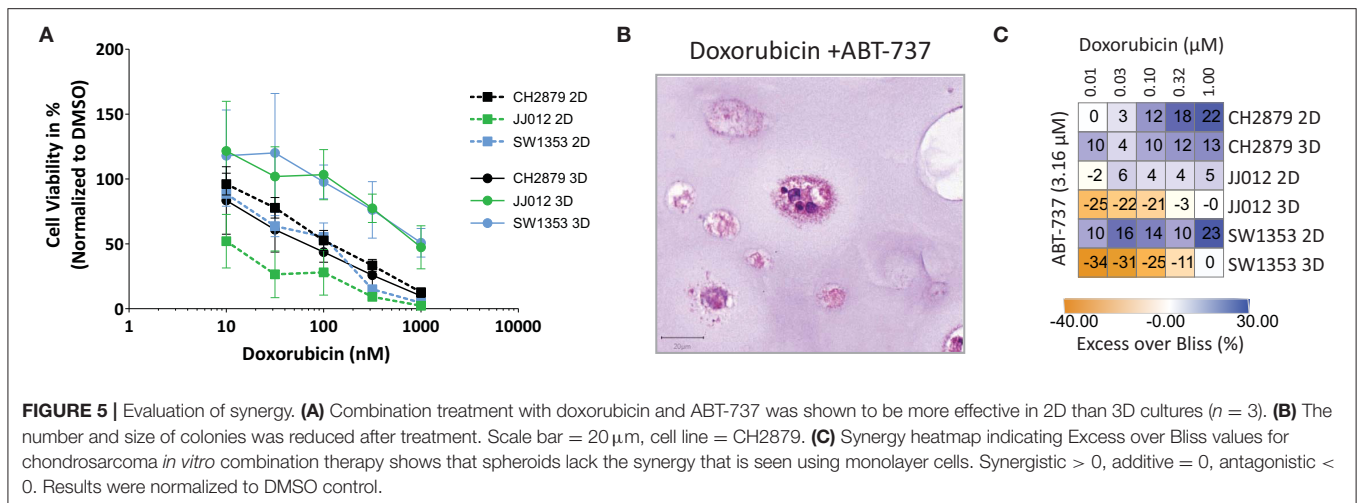 A
200
150
100
50
0
Cell Viability in %
(Normalized to DMSO)
1
10
100
1000
10000
Doxorubicin (nM)
CH2879 2D
JJ012 2D
SW1353 2D
CH2879 3D
JJ012 3D
SW1353 3D
B
Doxorubicin +ABT-737
20µm
C
Doxorubicin (µM)
0.01 0.03 0.10 0.32 1.00
ABT-737 (3.16 µM)
0 3 12 18 22 CH2879 2D
10 4 10 12 13 CH2879 3D
-2 6 4 4 5 JJ012 2D
-25 -22 -21 -3 -0 JJ012 3D
10 16 14 10 23 SW1353 2D
-34 -31 -25 -11 0 SW1353 3D
-40.00 -0.00 30.00
Excess over Bliss (%)
FIGURE 5 | Evaluation of synergy. (A) Combination treatment with doxorubicin and ABT-737 was shown to be more effective in 2D than 3D cultures (n = 3). (B) The
number and size of colonies was reduced after treatment. Scale bar = 20 µm, cell line = CH2879. (C) Synergy heatmap indicating Excess over Bliss values for
chondrosarcoma in vitro combination therapy shows that spheroids lack the synergy that is seen using monolayer cells. Synergistic > 0, additive = 0, antagonistic <
0. Results were normalized to DMSO control.